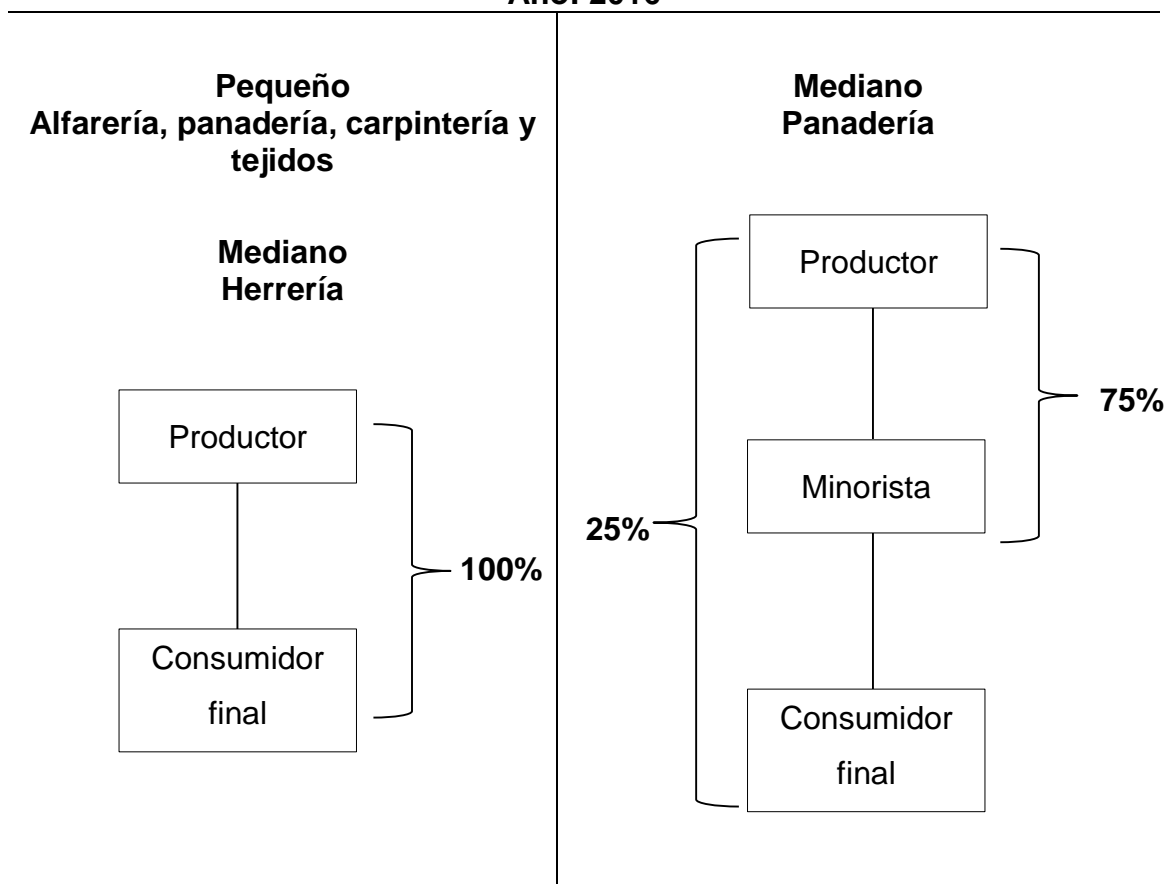 Pequeño
Alfarería, panadería, carpintería y
tejidos
Mediano
Herrería
Productor
100%
Consumidor
final
Mediano
Panadería
Productor
75%
Minorista
25%
Consumidor
final